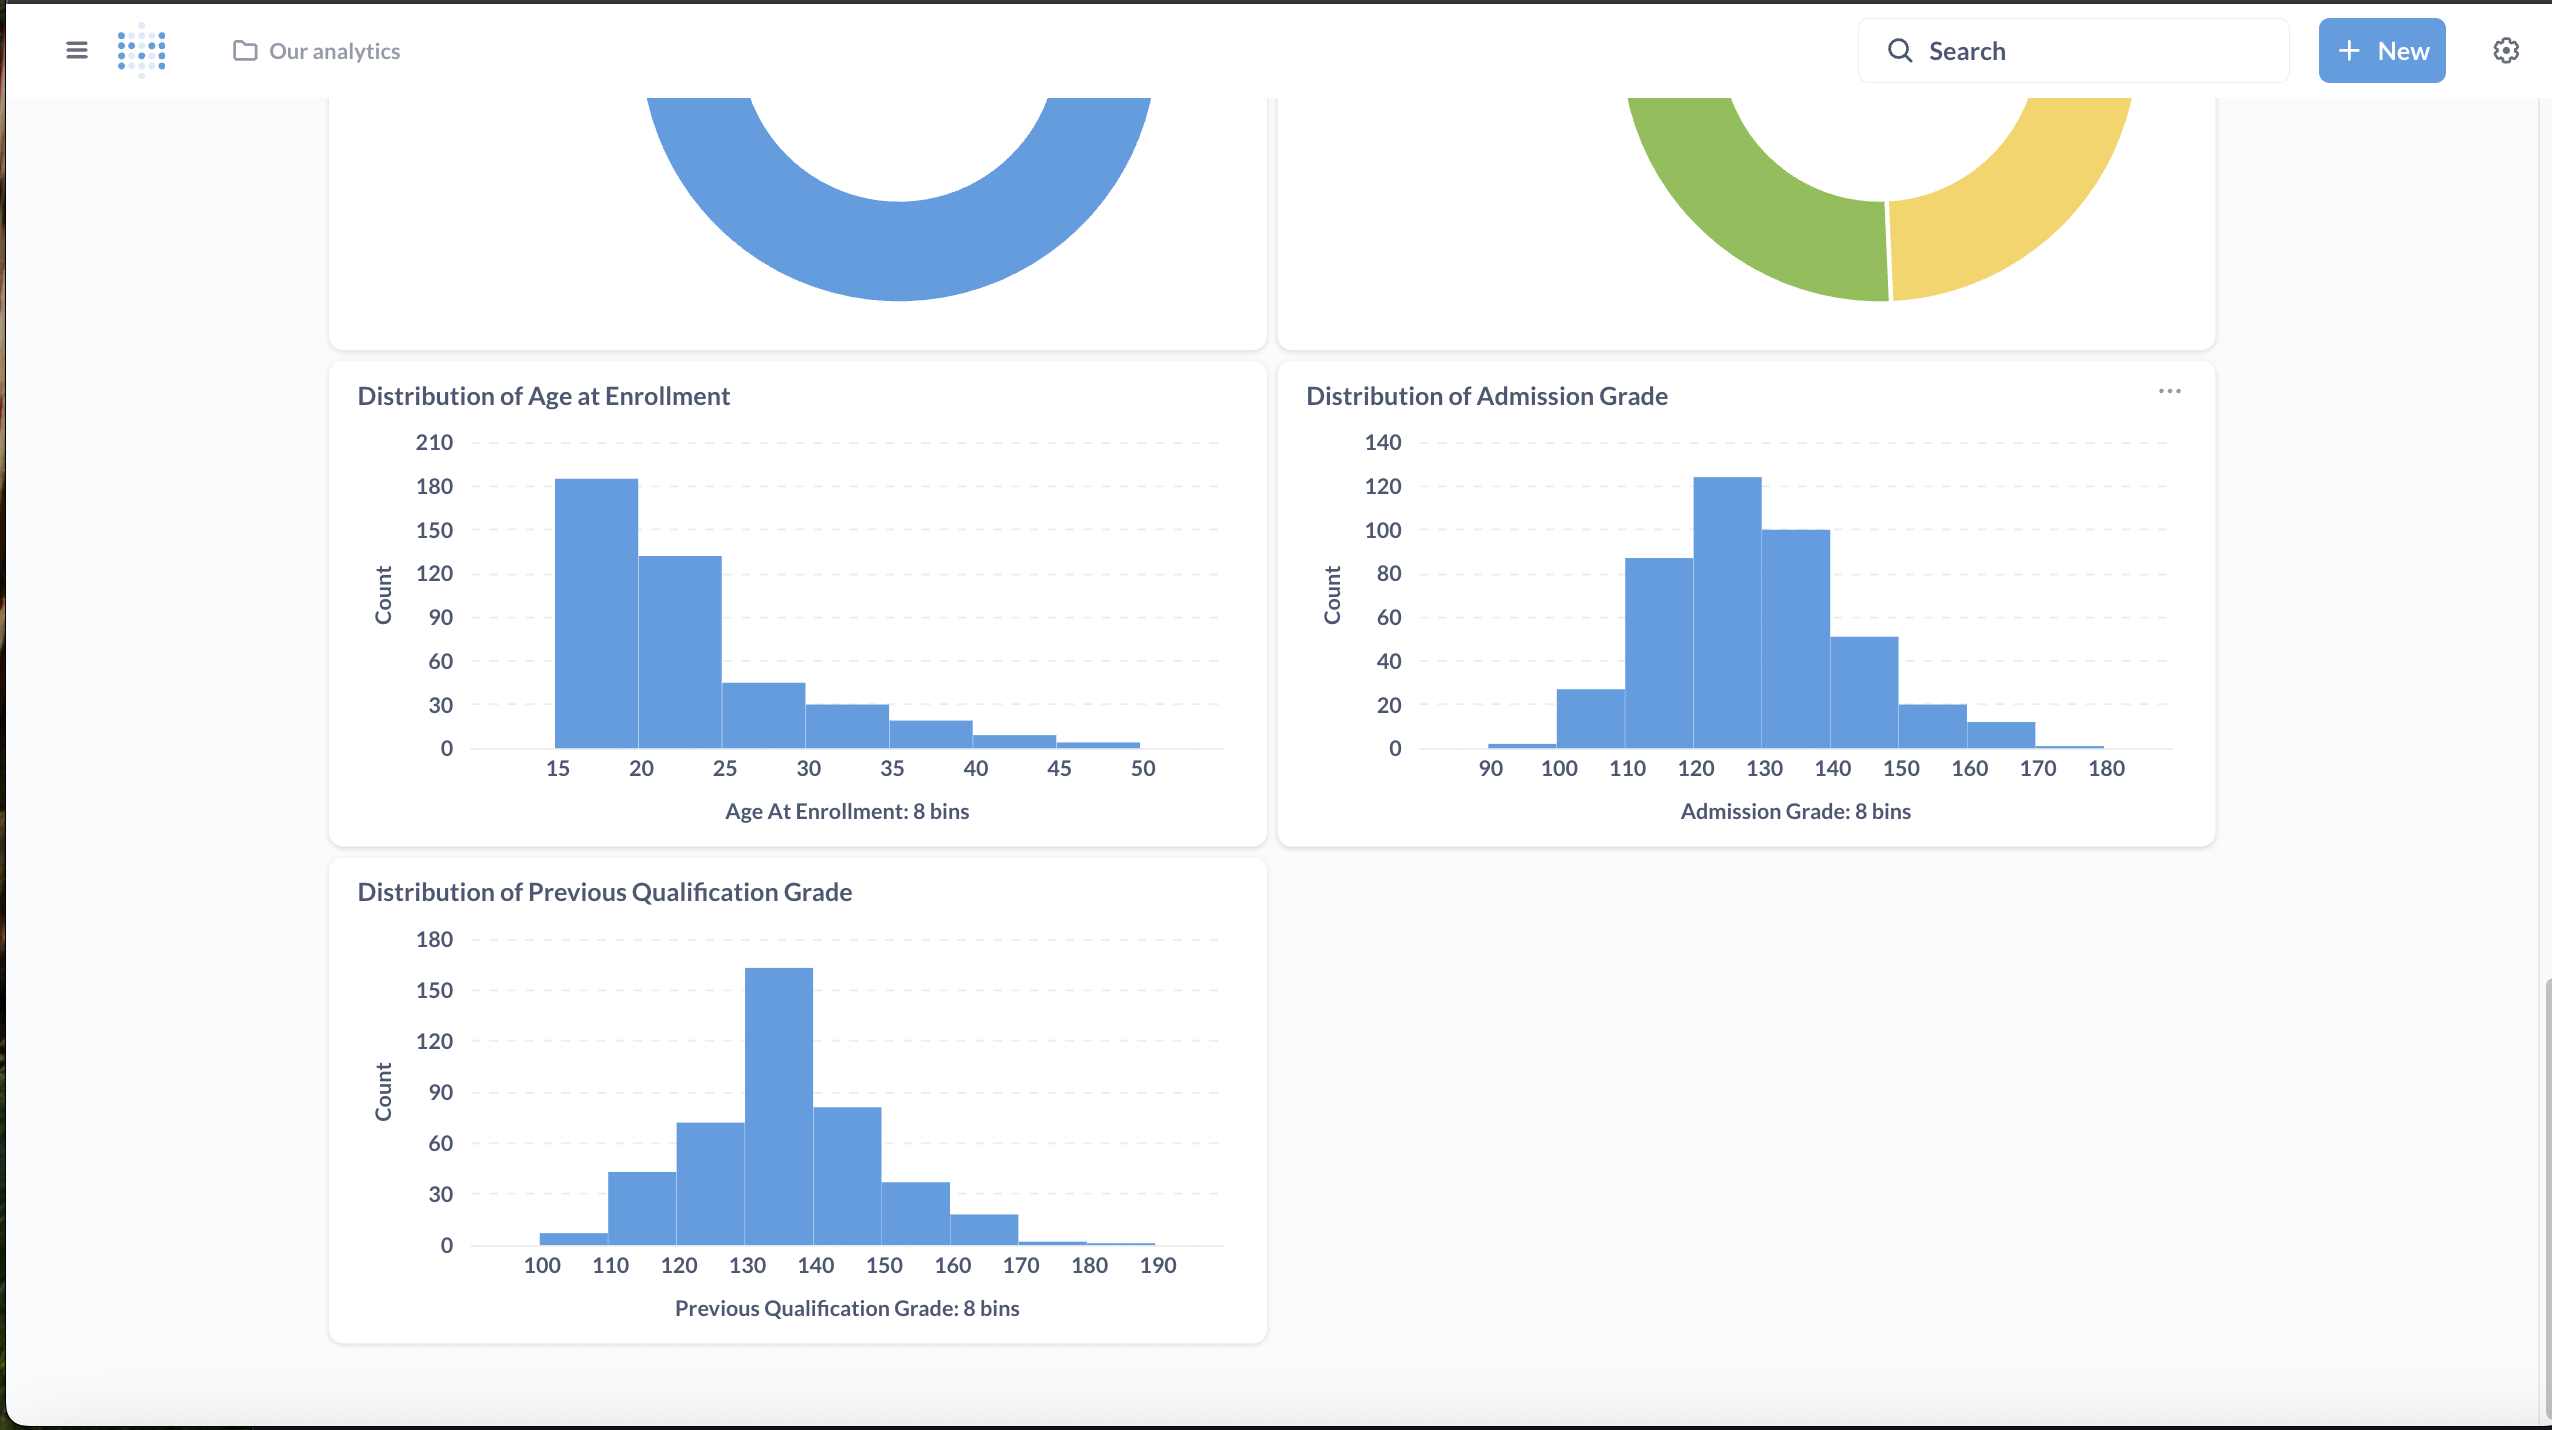 Our analytics
Search
New
Distribution of Age at Enrollment
210
180
150
120
90
60
30
0
Count
15 20 25 30 35 40 45 50
Age At Enrollment: 8 bins
Distribution of Admission Grade
140
120
100
80
60
40
20
0
Count
90 100 110 120 130 140 150 160 170 180
Admission Grade: 8 bins
Distribution of Previous Qualification Grade
180
150
120
90
60
30
0
Count
100 110 120 130 140 150 160 170 180 190
Previous Qualification Grade: 8 bins